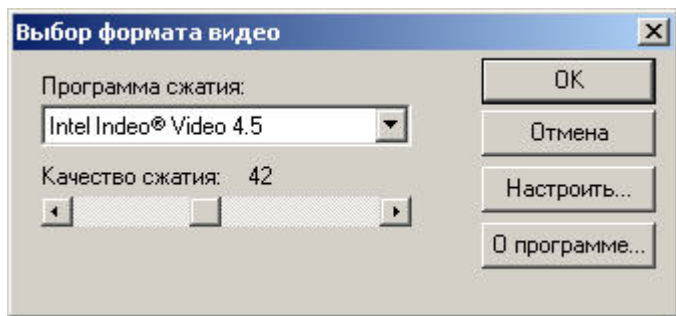 Выбор формата видео
Программа сжатия:
Intel Indeo® Video 4.5
Качество сжатия: 42
OK
Отмена
Настроить...
О программе...